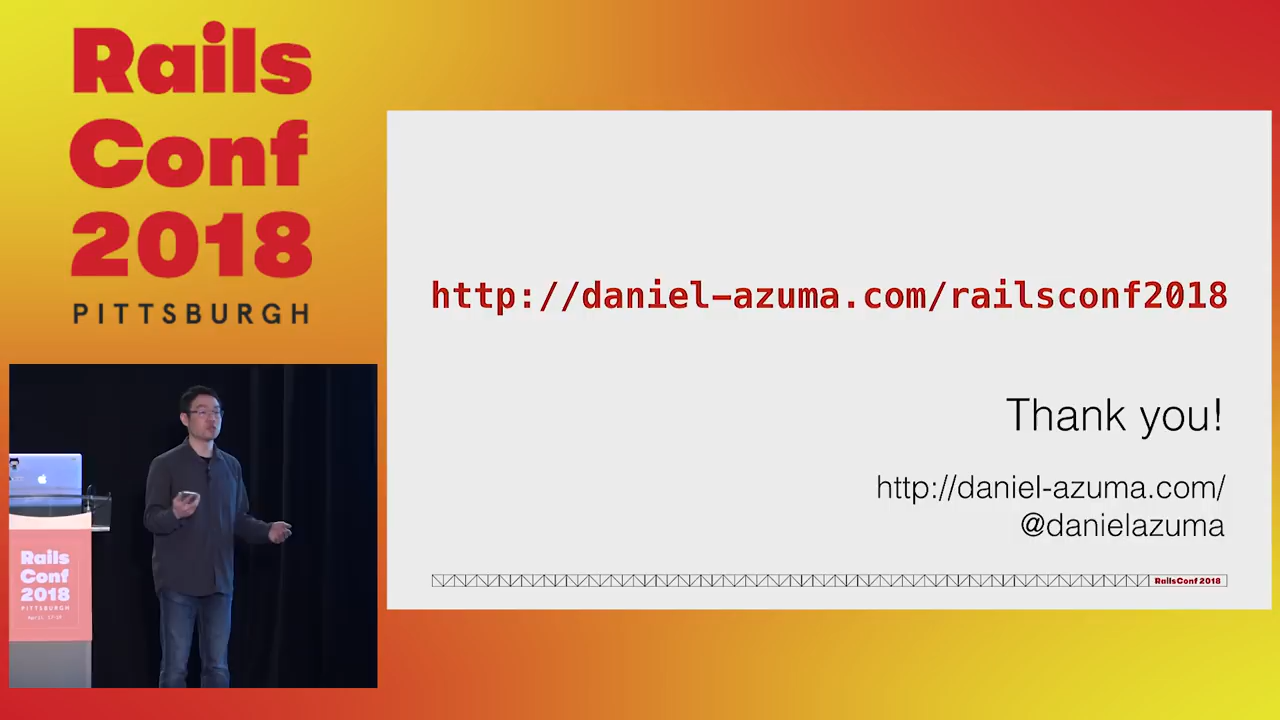 Rails
Conf
2018
PITTSBURGH
http://daniel-azuma.com/railsconf2018
Thank you!
http://daniel-azuma.com/
@danielazuma
RailsConf 2018
Rails
Conf
2018
PITTSBURGH